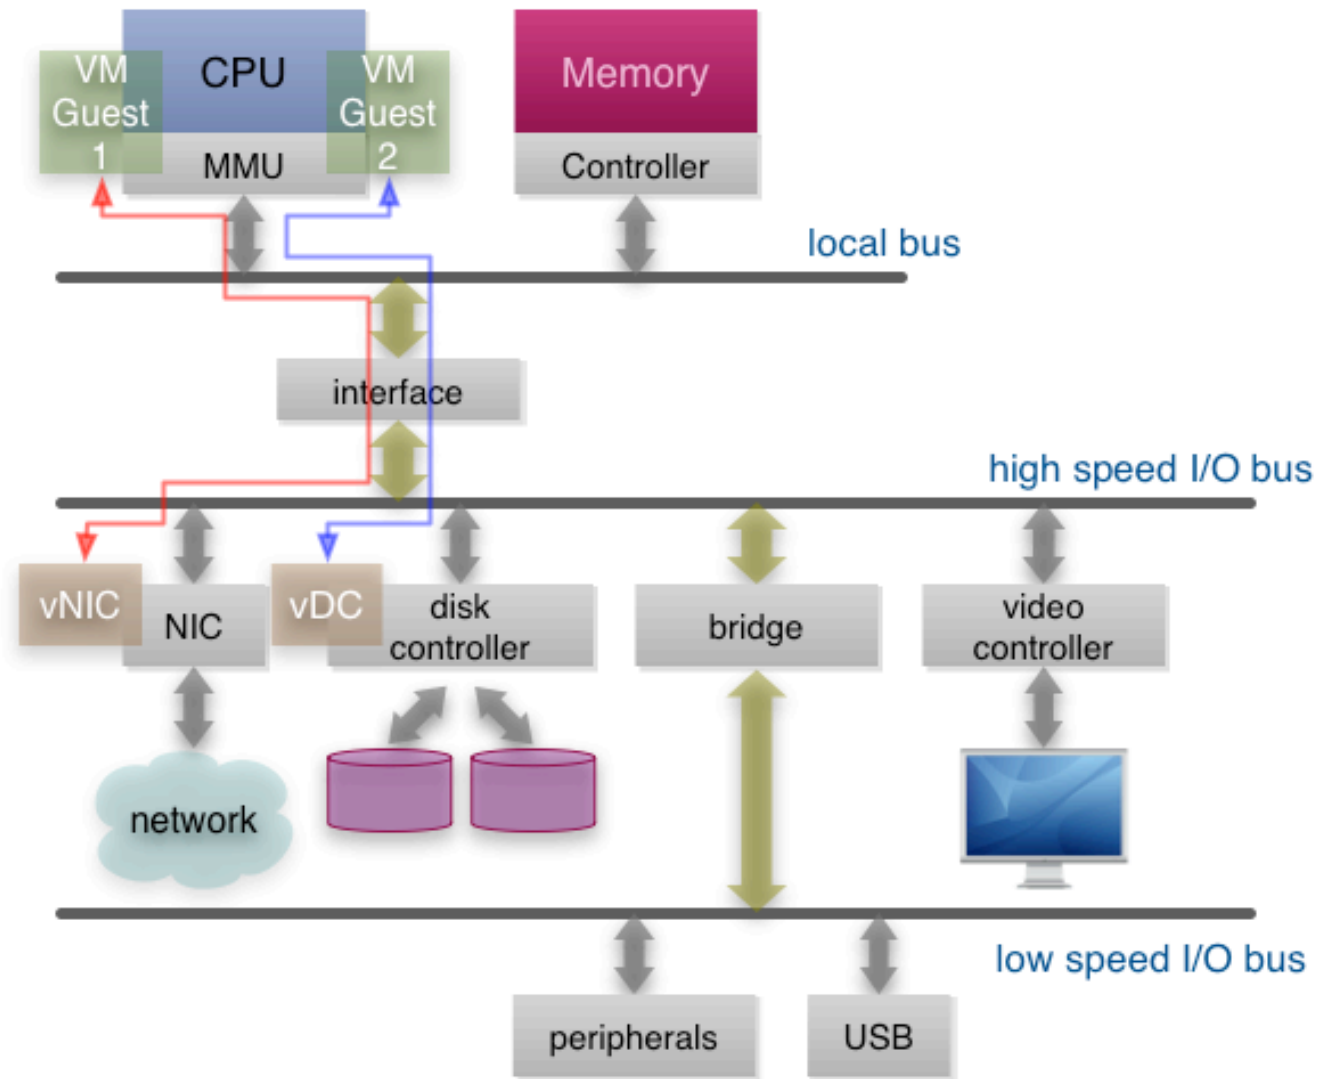 VM
Guest
1
CPU
VM
Guest
2
MMU
Memory
Controller
local bus
interface
high speed I/O bus
vNIC
NIC
vDC
disk
controller
bridge
video
controller
network
low speed I/O bus
peripherals
USB